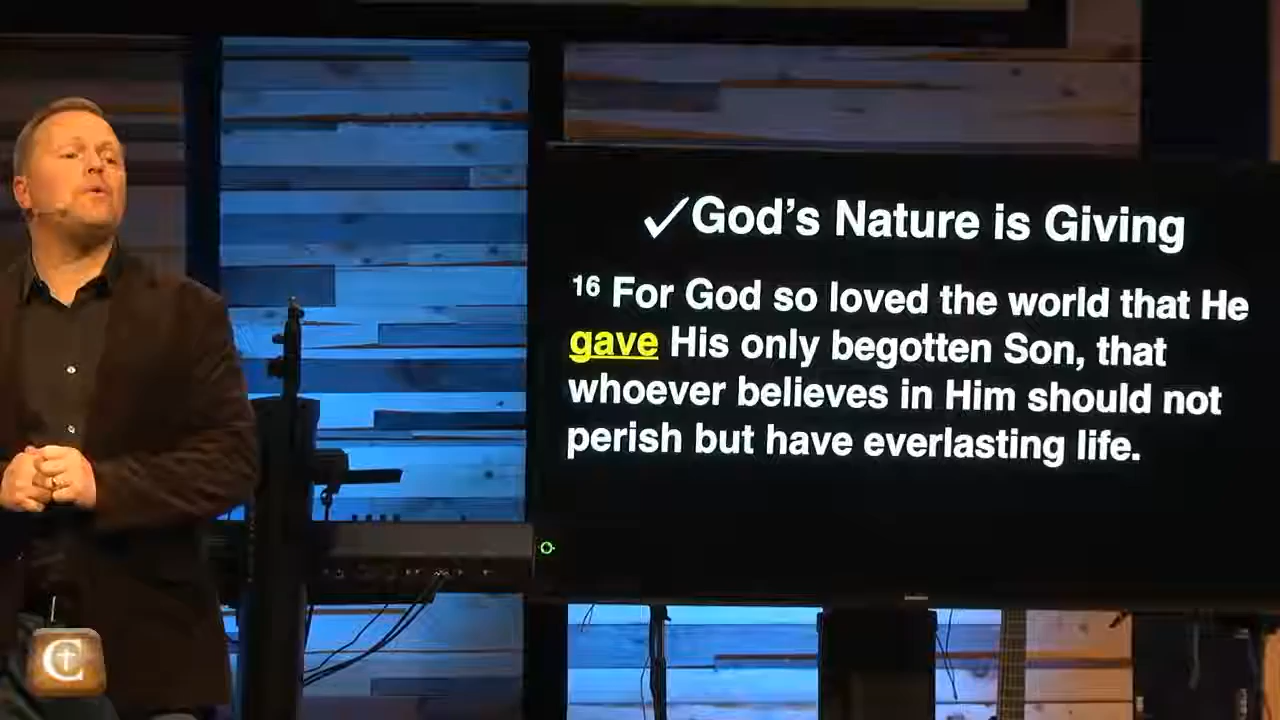 ✓God's Nature is Giving
16 For God so loved the world that He
gave His only begotten Son, that
whoever believes in Him should not
perish but have everlasting life.
C